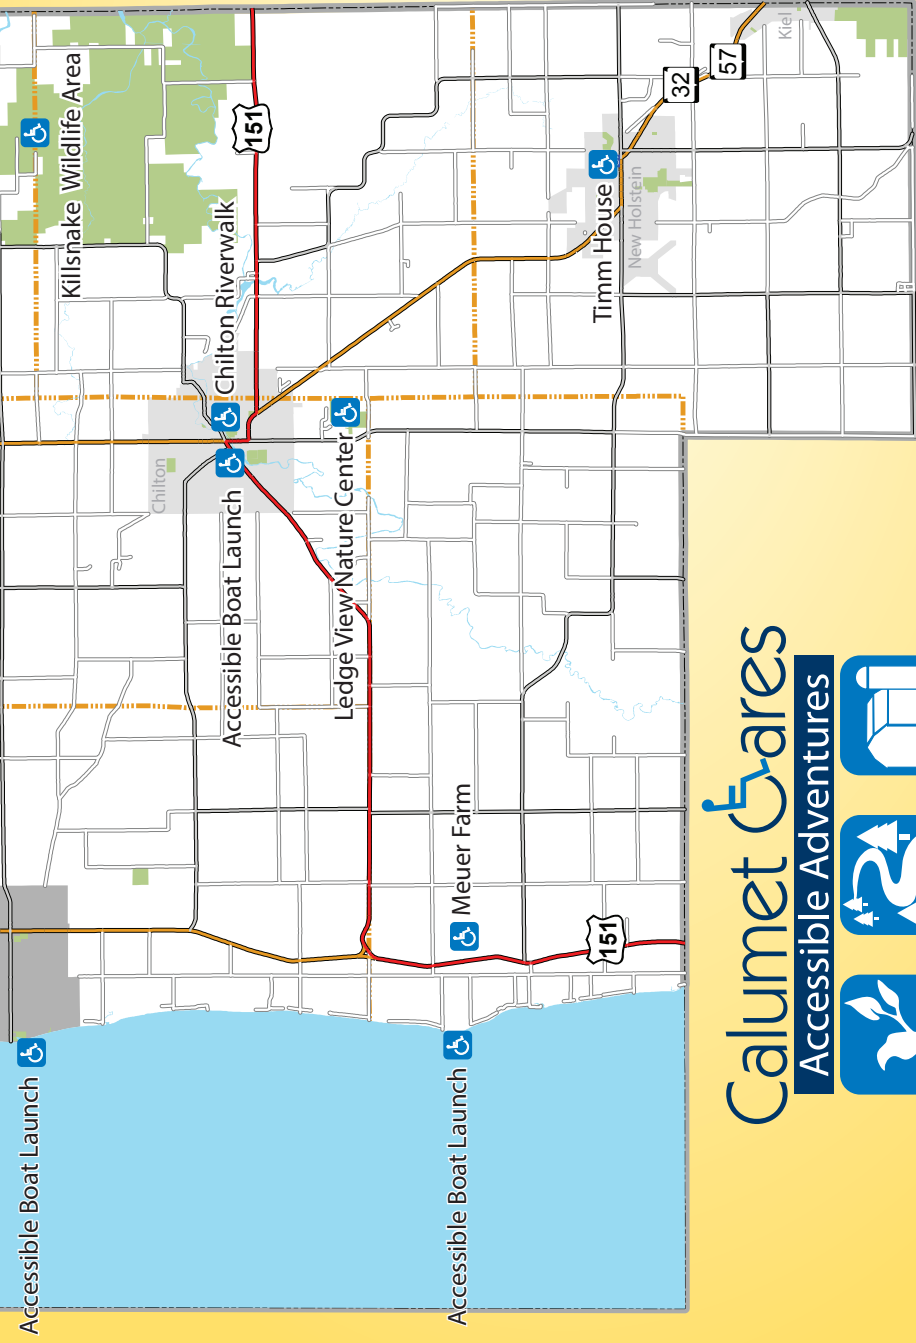 Killsnake Wildlife Area
151
Kiel
57
32
Chilton Riverwalk
New Holstein
Timm House
Chilton
Accessible Boat Launch
Ledge View Nature Center
Meuer Farm
151
Accessible Boat Launch
Accessible Boat Launch
Calumet Cares
Accessible Adventures